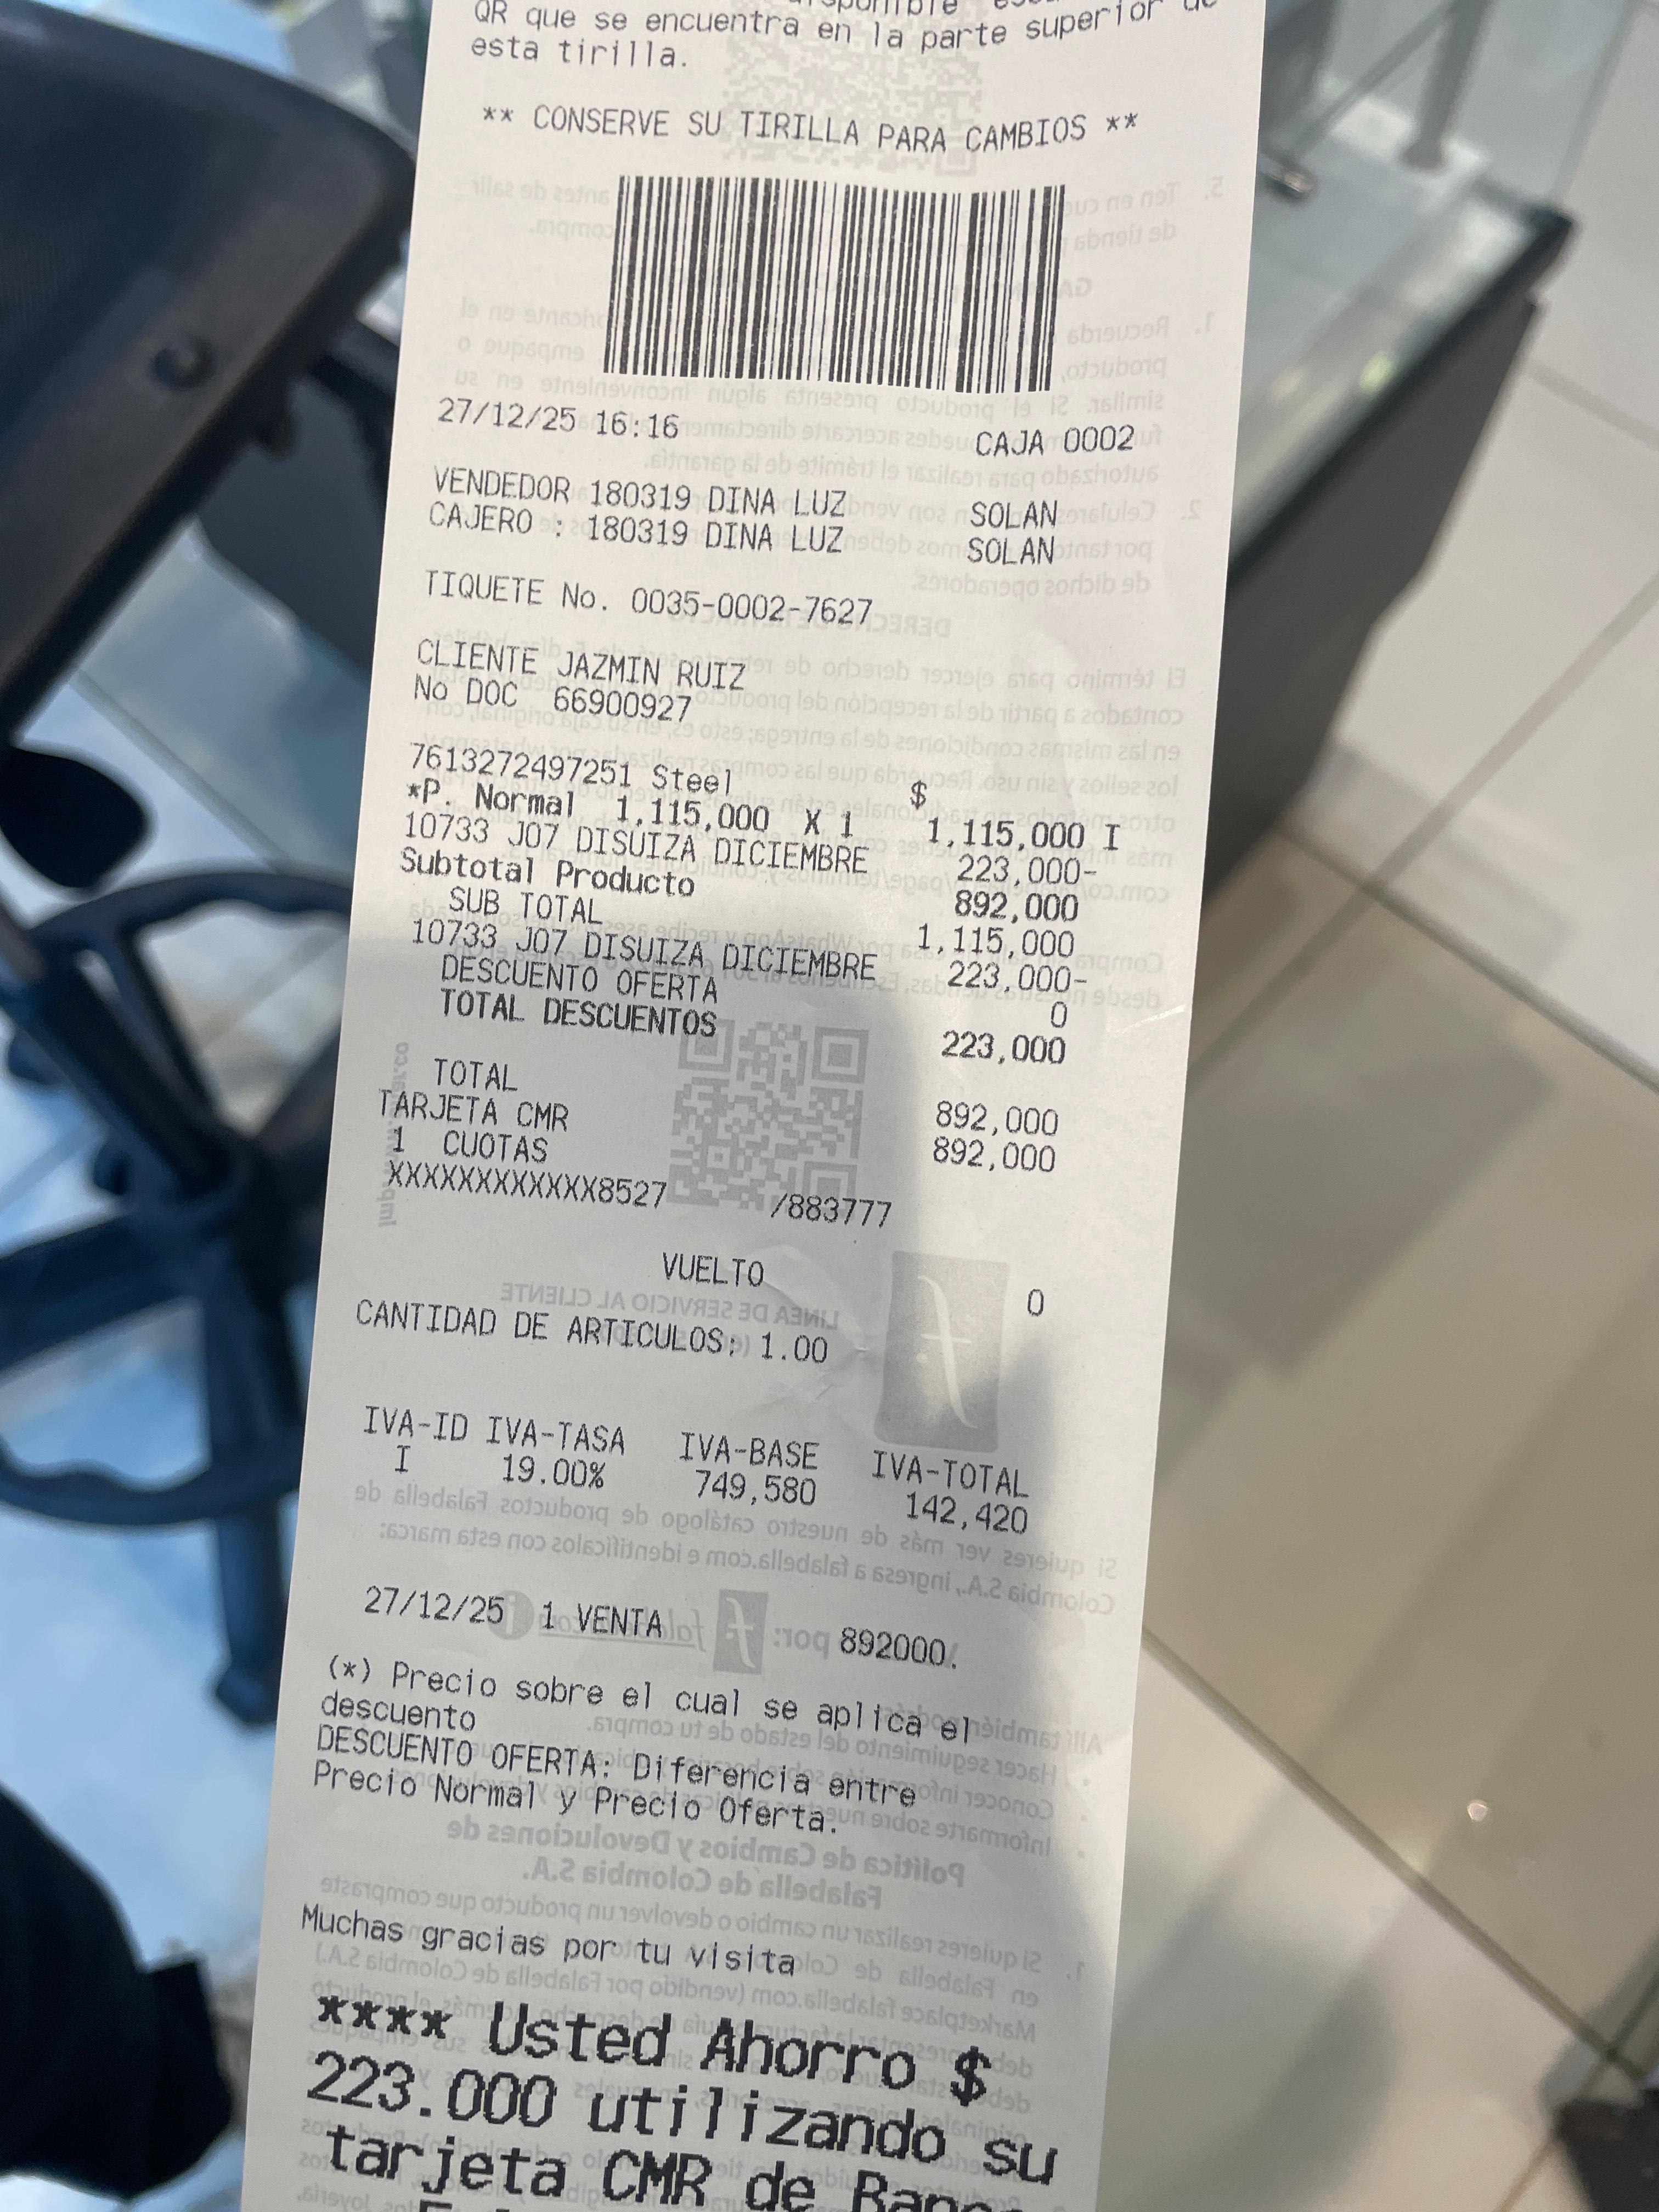 QR que se encuentra en la parte superior de
esta tirilla.
** CONSERVE SU TIRILLA PARA CAMBIOS **
27/12/25 16:16 CAJA 0002
VENDEDOR 180319 DINA LUZ SOLAN
CAJERO : 180319 DINA LUZ SOLAN
TIQUETE No. 0035-0002-7627
CLIENTE JAZMIN RUIZ
No DOC 66900927
7613272497251 Steel $
*P. Normal 1,115,000 X 1 1,115,000 I
10733 J07 DISUIZA DICIEMBRE 223,000-
Subtotal Producto 892,000
SUB TOTAL 1,115,000
10733 J07 DISUIZA DICIEMBRE 223,000-
DESCUENTO OFERTA 0
TOTAL DESCUENTOS 223,000
TOTAL 892,000
TARJETA CMR 892,000
1 CUOTAS
XXXXXXXXXXXX8527 /883777
VUELTO 0
CANTIDAD DE ARTICULOS: 1.00
IVA-ID IVA-TASA IVA-BASE IVA-TOTAL
I 19.00% 749,580 142,420
27/12/25 1 VENTA 892000.
(*) Precio sobre el cual se aplica el
descuento
DESCUENTO OFERTA: Diferencia entre
Precio Normal y Precio Oferta.
Muchas gracias por tu visita
**** Usted Ahorro $
223.000 utilizando su
tarjeta CMR de